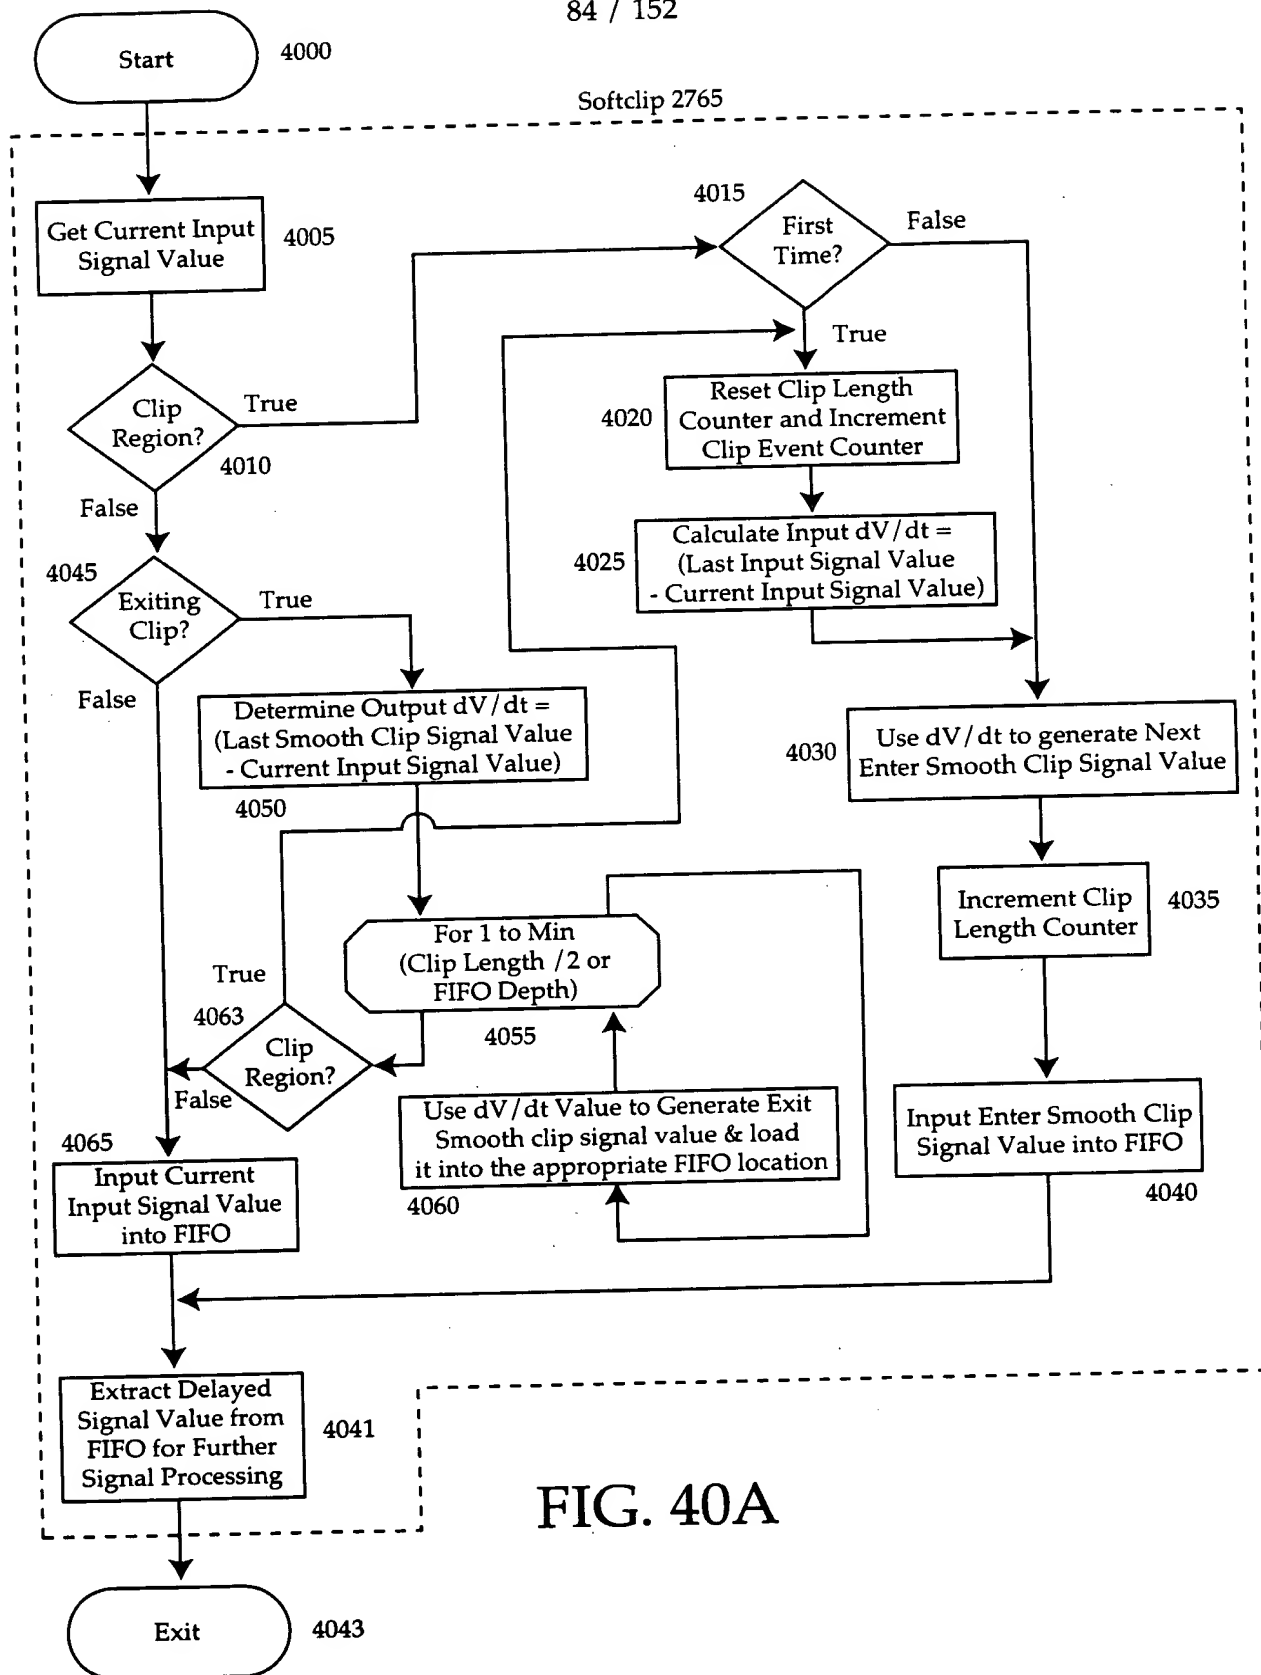 84 / 152
Start
4000
Softclip 2765
Get Current Input
Signal Value
4005
4015
First
Time?
False
True
Clip
Region?
True
4010
False
Reset Clip Length
Counter and Increment
Clip Event Counter
4020
Calculate Input dV/dt =
(Last Input Signal Value
- Current Input Signal Value)
4025
4045
Exiting
Clip?
True
False
Determine Output dV/dt =
(Last Smooth Clip Signal Value
- Current Input Signal Value)
4050
4030
Use dV/dt to generate Next
Enter Smooth Clip Signal Value
Increment Clip
Length Counter
4035
For 1 to Min
(Clip Length /2 or
FIFO Depth)
4055
True
4063
Clip
Region?
False
Use dV/dt Value to Generate Exit
Smooth clip signal value & load
it into the appropriate FIFO location
4060
Input Enter Smooth Clip
Signal Value into FIFO
4040
4065
Input Current
Input Signal Value
into FIFO
Extract Delayed
Signal Value from
FIFO for Further
Signal Processing
4041
FIG. 40A
Exit
4043